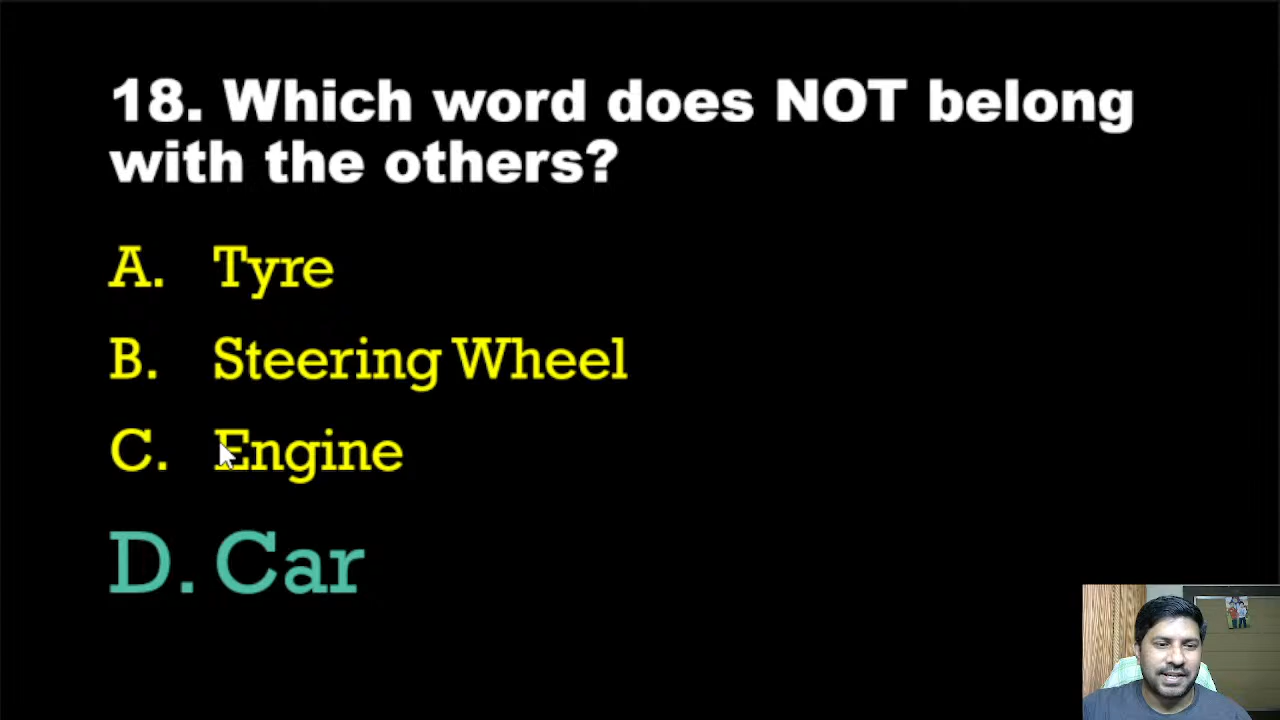 18. Which word does NOT belong
with the others?
A. Tyre
B. Steering Wheel
C. Engine
D. Car